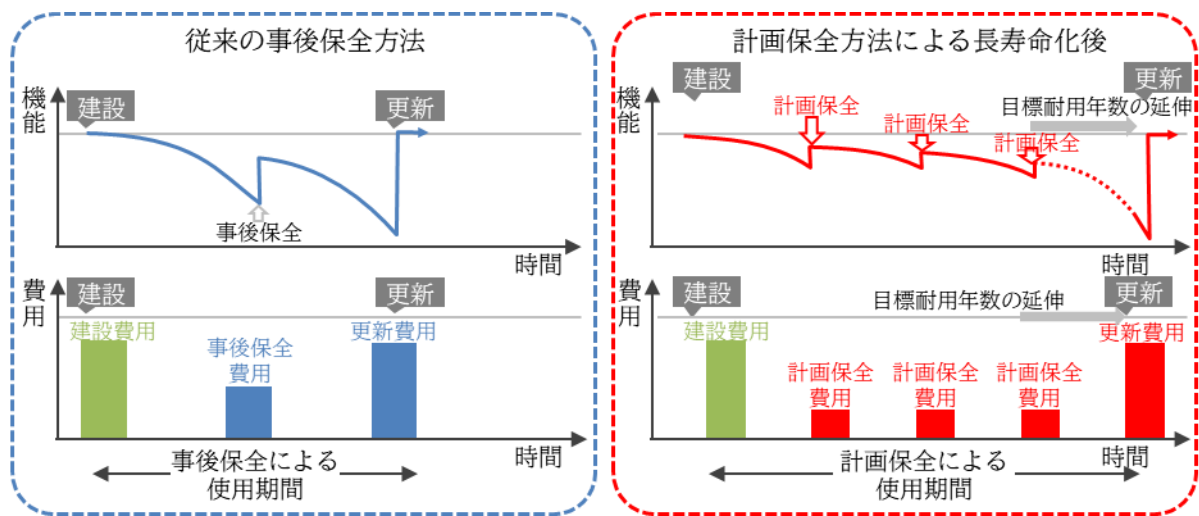 従来の事後保全方法
機能
建設
更新
事後保全
時間
費用
建設
更新
建設費用
事後保全
費用
更新費用
時間
事後保全による
使用期間
計画保全方法による長寿命化後
機能
建設
更新
目標耐用年数の延伸
計画保全
計画保全
計画保全
時間
費用
建設
更新
目標耐用年数の延伸
建設費用
更新費用
計画保全
費用
計画保全
費用
計画保全
費用
時間
計画保全による
使用期間